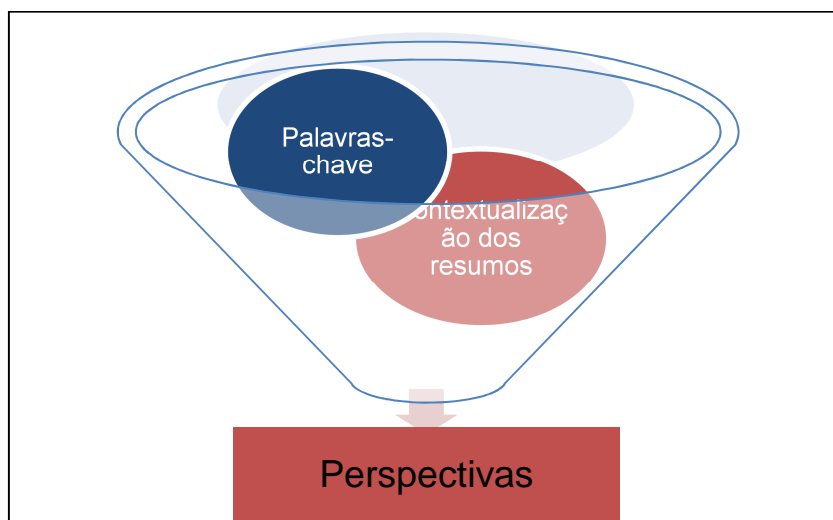 Palavras-
chave
ontextualizaç
ão dos
resumos
Perspectivas